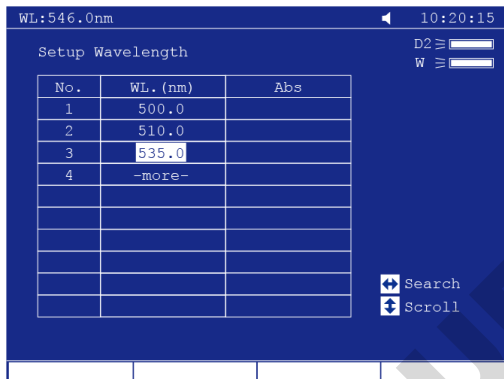 WL:546.0nm 10:20:15
Setup Wavelength
D2
W
No. WL.(nm) Abs
1 500.0
2 510.0
3 535.0
4 -more-
Search
Scroll